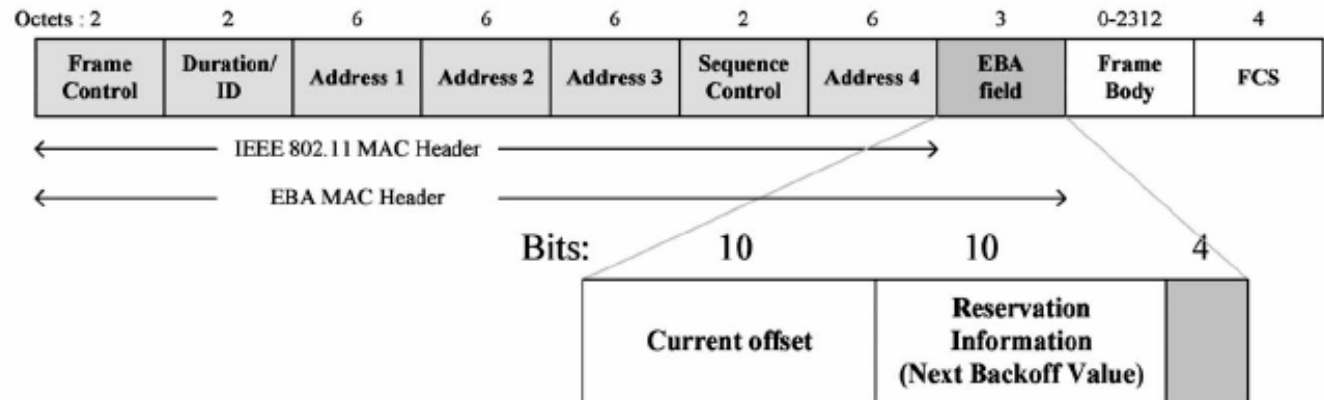 Octets : 2 2 6 6 6 2 6 3 0-2312 4
Frame Control Duration/ ID Address 1 Address 2 Address 3 Sequence Control Address 4 EBA field Frame Body FCS
IEEE 802.11 MAC Header
EBA MAC Header
Bits: 10 10 4
Current offset
Reservation
Information
(Next Backoff Value)